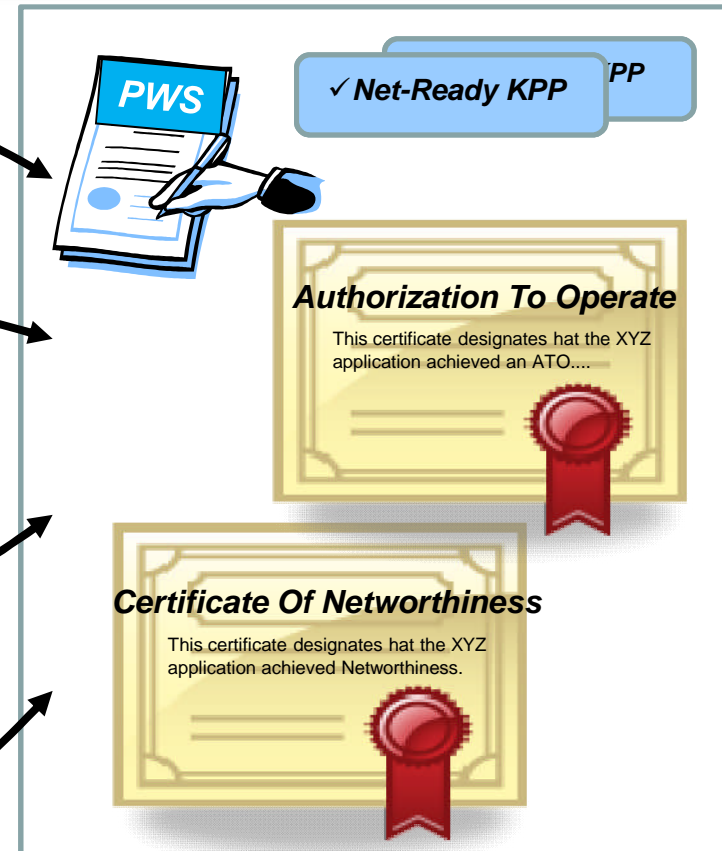 PWS
✓ Net-Ready KPP
PP
Authorization To Operate
This certificate designates hat the XYZ
application achieved an ATO....
Certificate Of Networthiness
This certificate designates hat the XYZ
application achieved Networthiness.